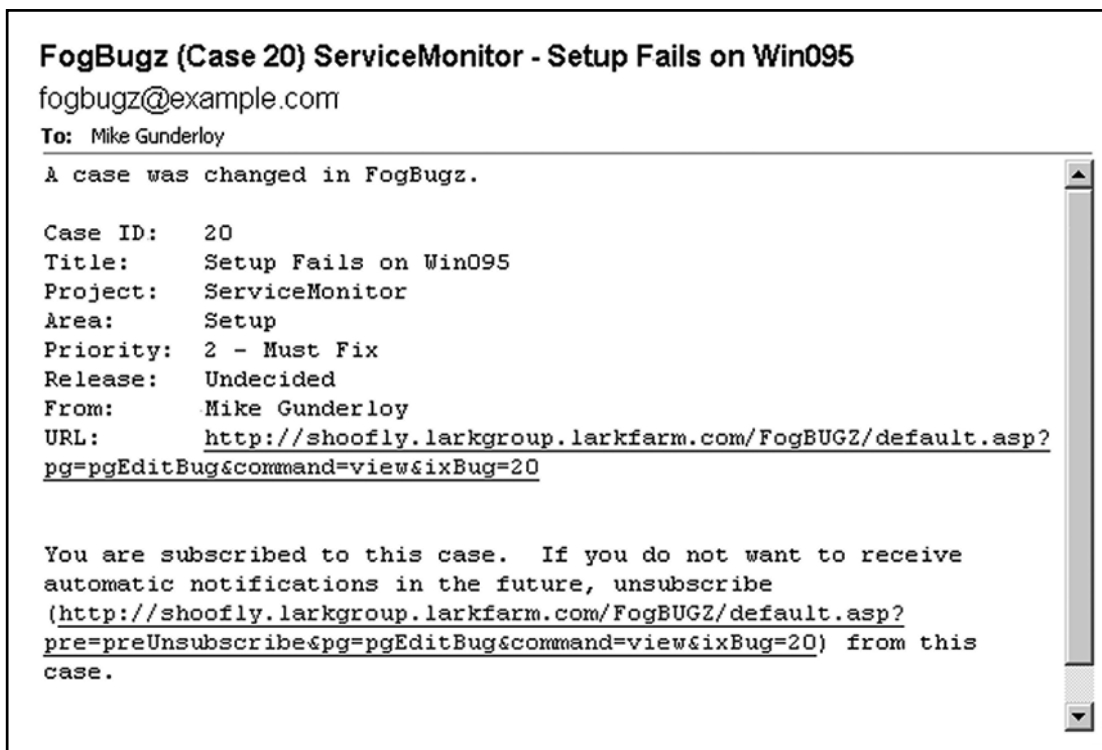 FogBugz (Case 20) ServiceMonitor - Setup Fails on Win095
fogbugz@example.com
To: Mike Gunderloy
A case was changed in FogBugz.
Case ID: 20
Title: Setup Fails on Win095
Project: ServiceMonitor
Area: Setup
Priority: 2 - Must Fix
Release: Undecided
From: Mike Gunderloy
URL: http://shoofly.larkgroup.larkfarm.com/FogBUGZ/default.asp?
pg=pgEditBug&command=view&ixBug=20
You are subscribed to this case. If you do not want to receive
automatic notifications in the future, unsubscribe
(http://shoofly.larkgroup.larkfarm.com/FogBUGZ/default.asp?
pre=preUnsubscribe&pg=pgEditBug&command=view&ixBug=20) from this
case.